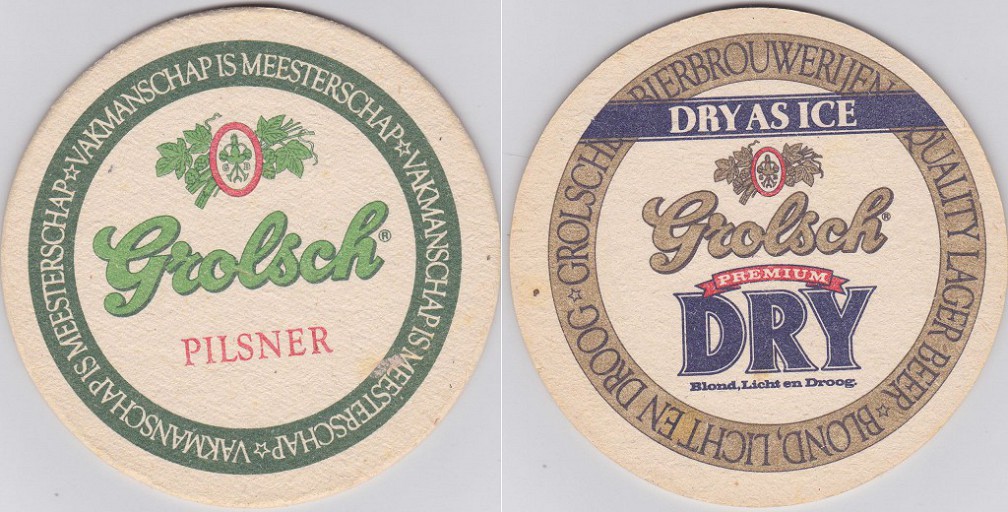 VAKMANSCHAP IS MEESTERSCHAP☆VAKMANSCHAP IS MEESTERSCHAP☆VAKMANSCHAP IS MEESTERSCHAP☆
Grolsch®
PILSNER
GROLSCHE BIERBROUWERIJEN QUALITY LAGER BEER☆BLOND, LICHT EN DROOG☆
DRY AS ICE
Grolsch®
PREMIUM
DRY
Blond, Licht en Droog.